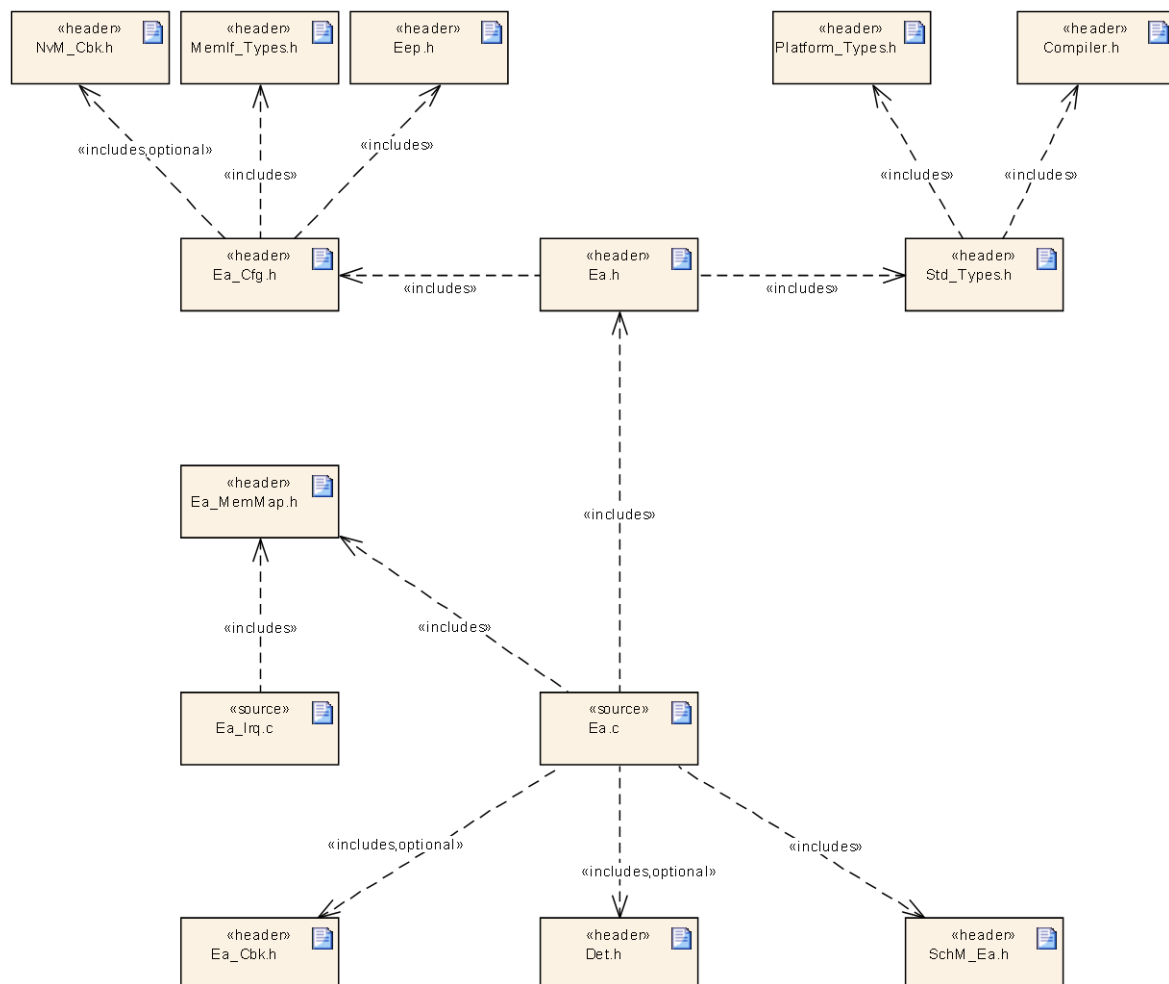 «header»
NvM_Cbk.h
«header»
MemIf_Types.h
«header»
Eep.h
«header»
Platform_Types.h
«header»
Compiler.h
«includes,optional»
«includes»
«includes»
«includes»
«includes»
«header»
Ea_Cfg.h
«header»
Ea.h
«header»
Std_Types.h
«includes»
«includes»
«header»
Ea_MemMap.h
«includes»
«includes»
«includes»
«source»
Ea_Irq.c
«source»
Ea.c
«includes,optional»
«includes,optional»
«includes»
«header»
Ea_Cbk.h
«header»
Det.h
«header»
SchM_Ea.h